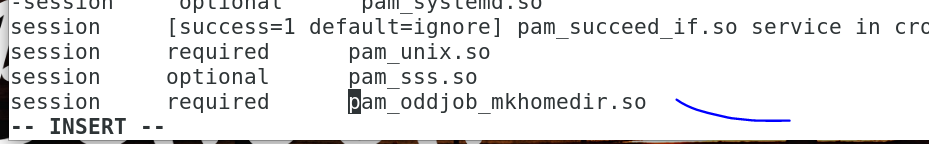 -session     optional      pam_systemd.so
session     [success=1 default=ignore] pam_succeed_if.so service in cro
session     required      pam_unix.so
session     optional      pam_sss.so
session     required      pam_oddjob_mkhomedir.so
-- INSERT --